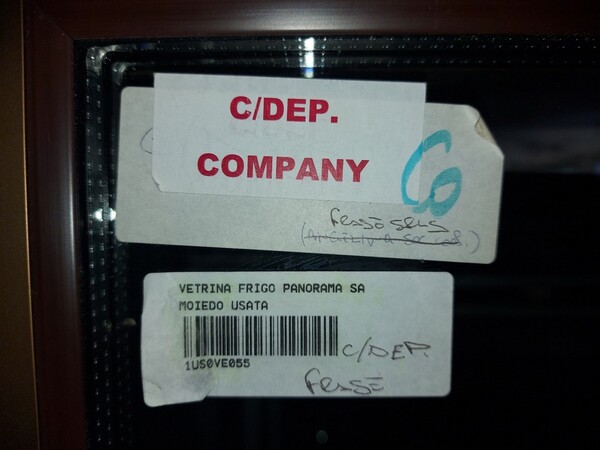 C/DEP.
COMPANY
Co
VETRINA FRIGO PANORAMA SA
MOIEDO USATA
1US0VE055
C/DEP.